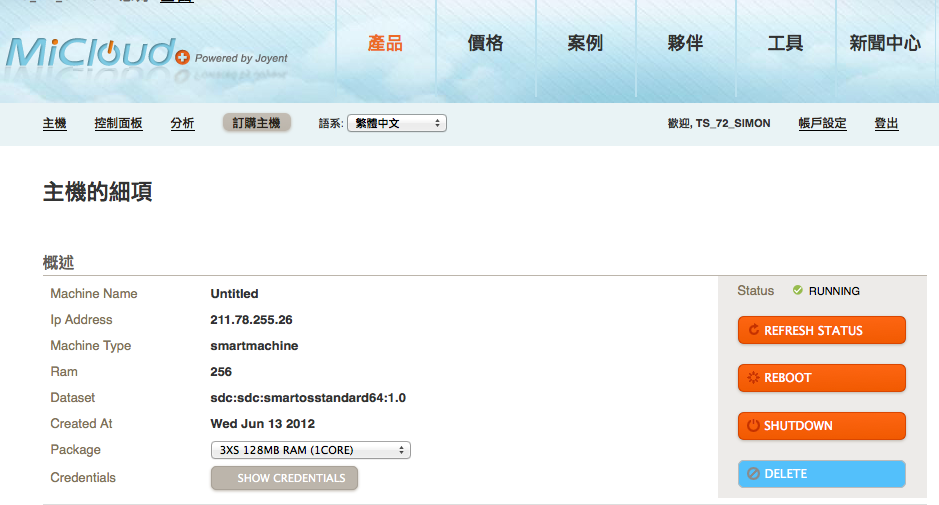 MiCloud
Powered by Joyent
產品 價格 案例 夥伴 工具 新聞中心
主機 控制面板 分析 訂購主機 語系: 繁體中文 歡迎, TS_72_SIMON 帳戶設定 登出
主機的細項
概述
Machine Name Untitled
Ip Address 211.78.255.26
Machine Type smartmachine
Ram 256
Dataset sdc:sdc:smartosstandard64:1.0
Created At Wed Jun 13 2012
Package 3XS 128MB RAM (1CORE)
Credentials SHOW CREDENTIALS
Status RUNNING
REFRESH STATUS
REBOOT
SHUTDOWN
DELETE